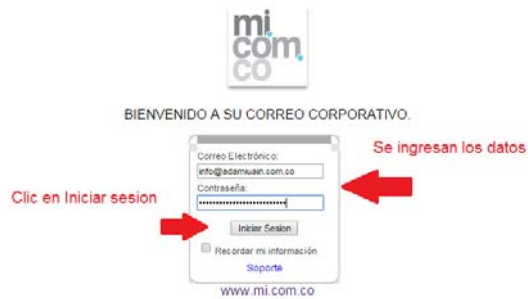 mi.
com.
co
BIENVENIDO A SU CORREO CORPORATIVO.
Se ingresan los datos
Correo Electrónico:
info@adamiuain.com.co
Contraseña:
Clic en Iniciar sesion
Iniciar Sesion
Recordar mi información
Soporte
www.mi.com.co